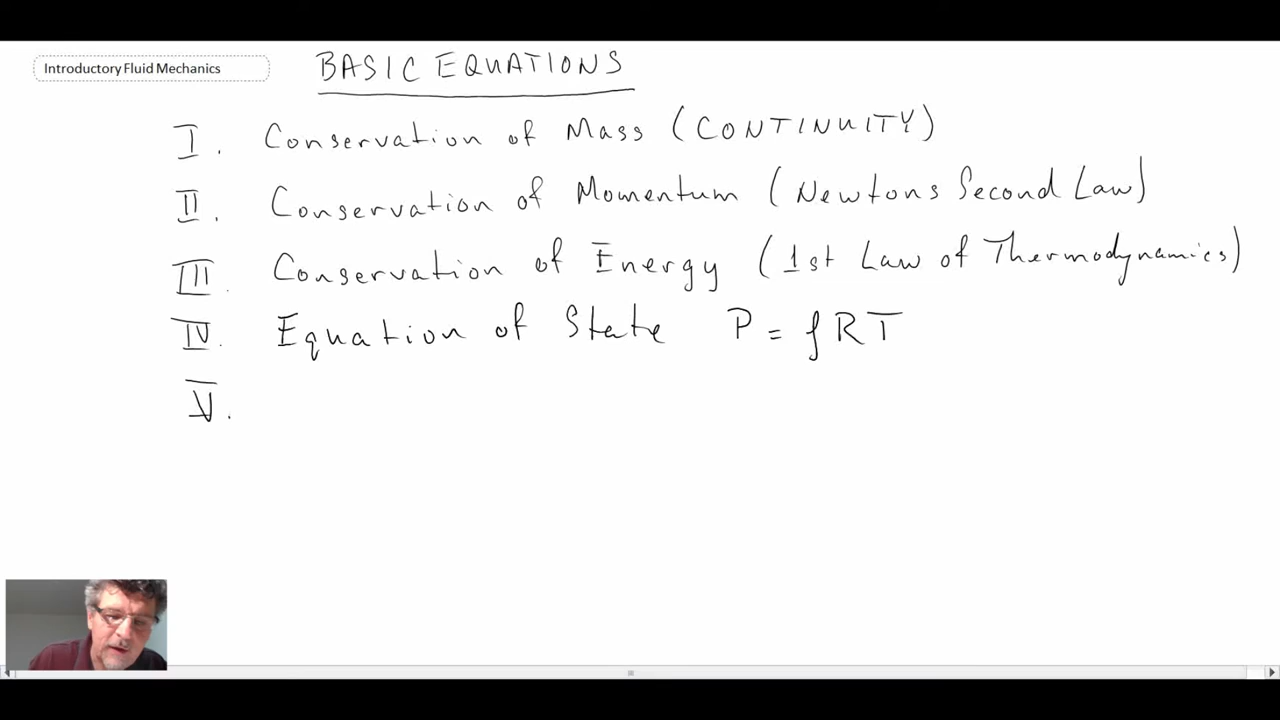 Introductory Fluid Mechanics
BASIC EQUATIONS
I. Conservation of Mass (CONTINUITY)
II. Conservation of Momentum (Newtons Second Law)
III. Conservation of Energy (1st Law of Thermodynamics)
IV. Equation of State P = ρRT
V.